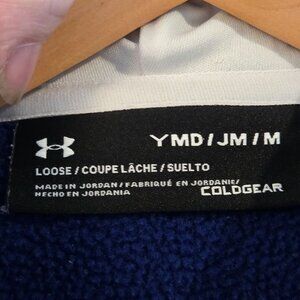 YMD/JM/M
LOOSE / COUPE LÂCHE / SUELTO
MADE IN JORDAN / FABRIQUÉ EN JORDANIE/
HECHO EN JORDANIA
COLDGEAR